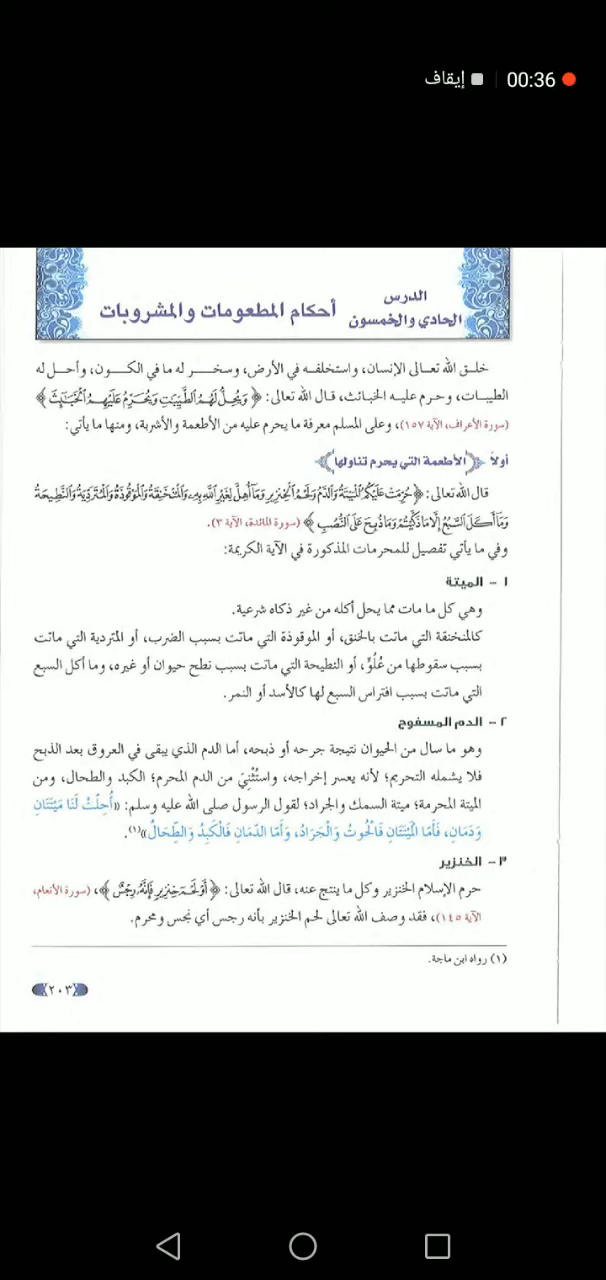 00:36 إيقاف
الدرس
الحادي والخمسون
أحكام المطعومات والمشروبات
خلق الله تعالى الإنسان، واستخلفه في الأرض، وسخر له ما في الكون، وأحل له
الطيبات، وحرم عليه الخبائث، قال الله تعالى: ﴿ وَيُحِلُّ لَهُمُ الطَّيِّبَتِ وَيُحَرِّمُ عَلَيْهِمُ الْخَبَٰٓئِثَ ﴾
(سورة الأعراف، الآية ١٥٧)، وعلى المسلم معرفة ما يحرم عليه من الأطعمة والأشربة، ومنها ما يأتي:
أولاً ﴿الأطعمة التي يحرم تناولها﴾
قال الله تعالى: ﴿ حُرِّمَتْ عَلَيْكُمُ الْمَيْتَةُ وَالدَّمُ وَلَحْمُ الْخِنزِيرِ وَمَا أُهِلَّ لِغَيْرِ اللَّهِ بِهِ وَالْمُنْخَنِقَةُ وَالْمَوْقُوذَةُ وَالْمُتَرَدِّيَةُ وَالنَّطِيحَةُ
وَمَا أَكَلَ السَّبُعُ إِلَّا مَا ذَكَّيْتُمْ وَمَا ذُبِحَ عَلَى النُّصُبِ ﴾ (سورة المائدة، الآية ٣).
وفي ما يأتي تفصيل للمحرمات المذكورة في الآية الكريمة:
١ - الميتة
وهي كل ما مات مما يحل أكله من غير ذكاه شرعية.
كالمنخنقة التي ماتت بالخنق، أو الموقوذة التي ماتت بسبب الضرب، أو المتردية التي ماتت
بسبب سقوطها من عُلُوٍّ، أو النطيحة التي ماتت بسبب نطح حيوان أو غيره، وما أكل السبع
التي ماتت بسبب افتراس السبع لها كالأسد أو النمر.
٢ - الدم المسفوح
وهو ما سال من الحيوان نتيجة جرحه أو ذبحه، أما الدم الذي يبقى في العروق بعد الذبح
فلا يشمله التحريم؛ لأنه يعسر إخراجه، واستُثْنِيَ من الدم المحرم؛ الكبد والطحال، ومن
الميتة المحرمة؛ ميتة السمك والجراد؛ لقول الرسول صلى الله عليه وسلم: «أُحِلَّتْ لَنَا مَيْتَتَانِ
وَدَمَانِ، فَأَمَّا الْمَيْتَتَانِ فَالْحُوتُ وَالْجَرَادُ، وَأَمَّا الدَّمَانِ فَالْكَبِدُ وَالطِّحَالُ»(١).
٣ - الخنزير
حرم الإسلام الخنزير وكل ما ينتج عنه، قال الله تعالى: ﴿ أَوْ لَحْمَ خِنزِيرٍ فَإِنَّهُ رِجْسٌ ﴾، (سورة الأنعام،
الآية ١٤٥)، فقد وصف الله تعالى لحم الخنزير بأنه رجس أي نجس ومحرم.
(١) رواه ابن ماجة.
٢٠٣